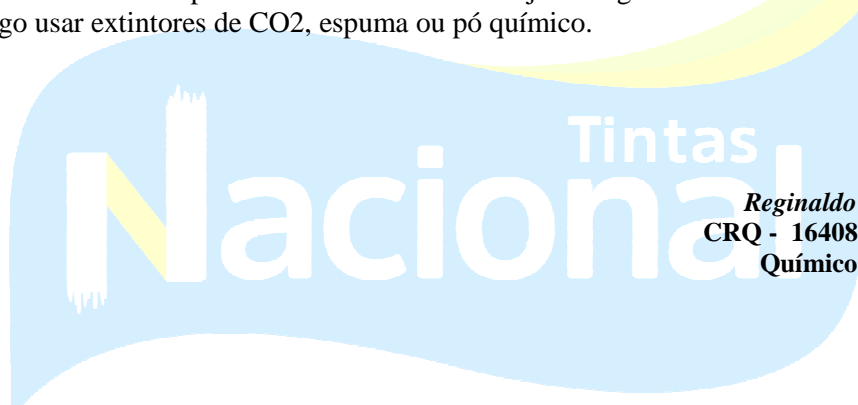 go usar extintores de CO2, espuma ou pó químico.
Tintas
Nacional
Reginaldo
CRQ - 16408
Químico